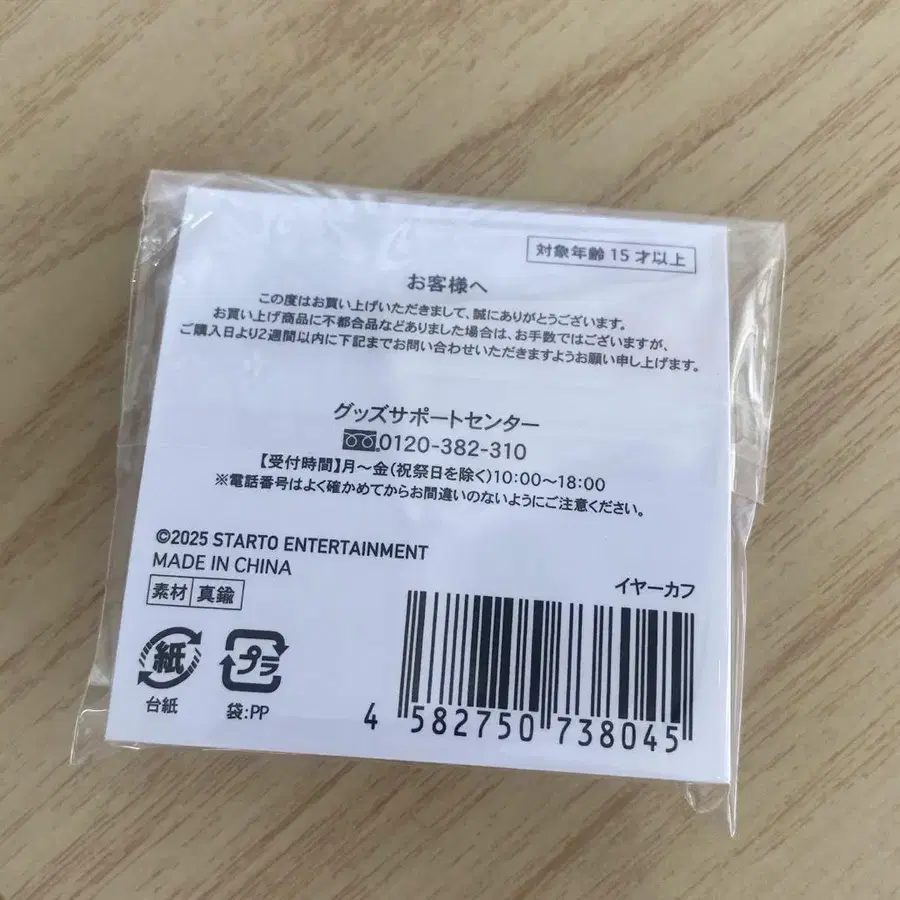 対象年齢15才以上
お客様へ
この度はお買い上げいただきまして、誠にありがとうございます。
お買い上げ商品に不都合品などありました場合は、お手数ではございますが、
ご購入日より2週間以内に下記までお問い合わせいただきますようお願い申し上げます。
グッズサポートセンター
0120-382-310
【受付時間】月～金(祝祭日を除く)10:00～18:00
※電話番号はよく確かめてからお間違いのないようにご注意ください。
©2025 STARTO ENTERTAINMENT
MADE IN CHINA
素材 真鍮
イヤーカフ
紙
プラ
台紙
袋:PP
4 582750 738045